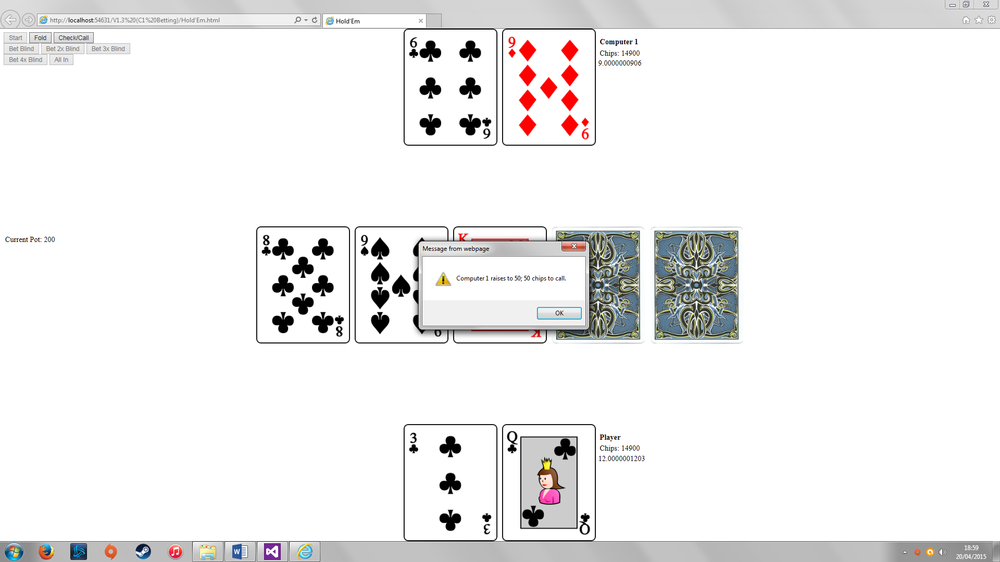 http://localhost:54631/V1.3%20(C1%20Betting)/Hold'Em.html
Hold'Em
Start Fold Check/Call
Bet Blind Bet 2x Blind Bet 3x Blind
Bet 4x Blind All In
6
6
9
9
Computer 1
Chips: 14900
9.0000000906
Current Pot: 200
8
8
9
9
K
K
Message from webpage
Computer 1 raises to 50; 50 chips to call.
OK
3
3
Q
Q
Player
Chips: 14900
12.0000001203
18:59
20/04/2015